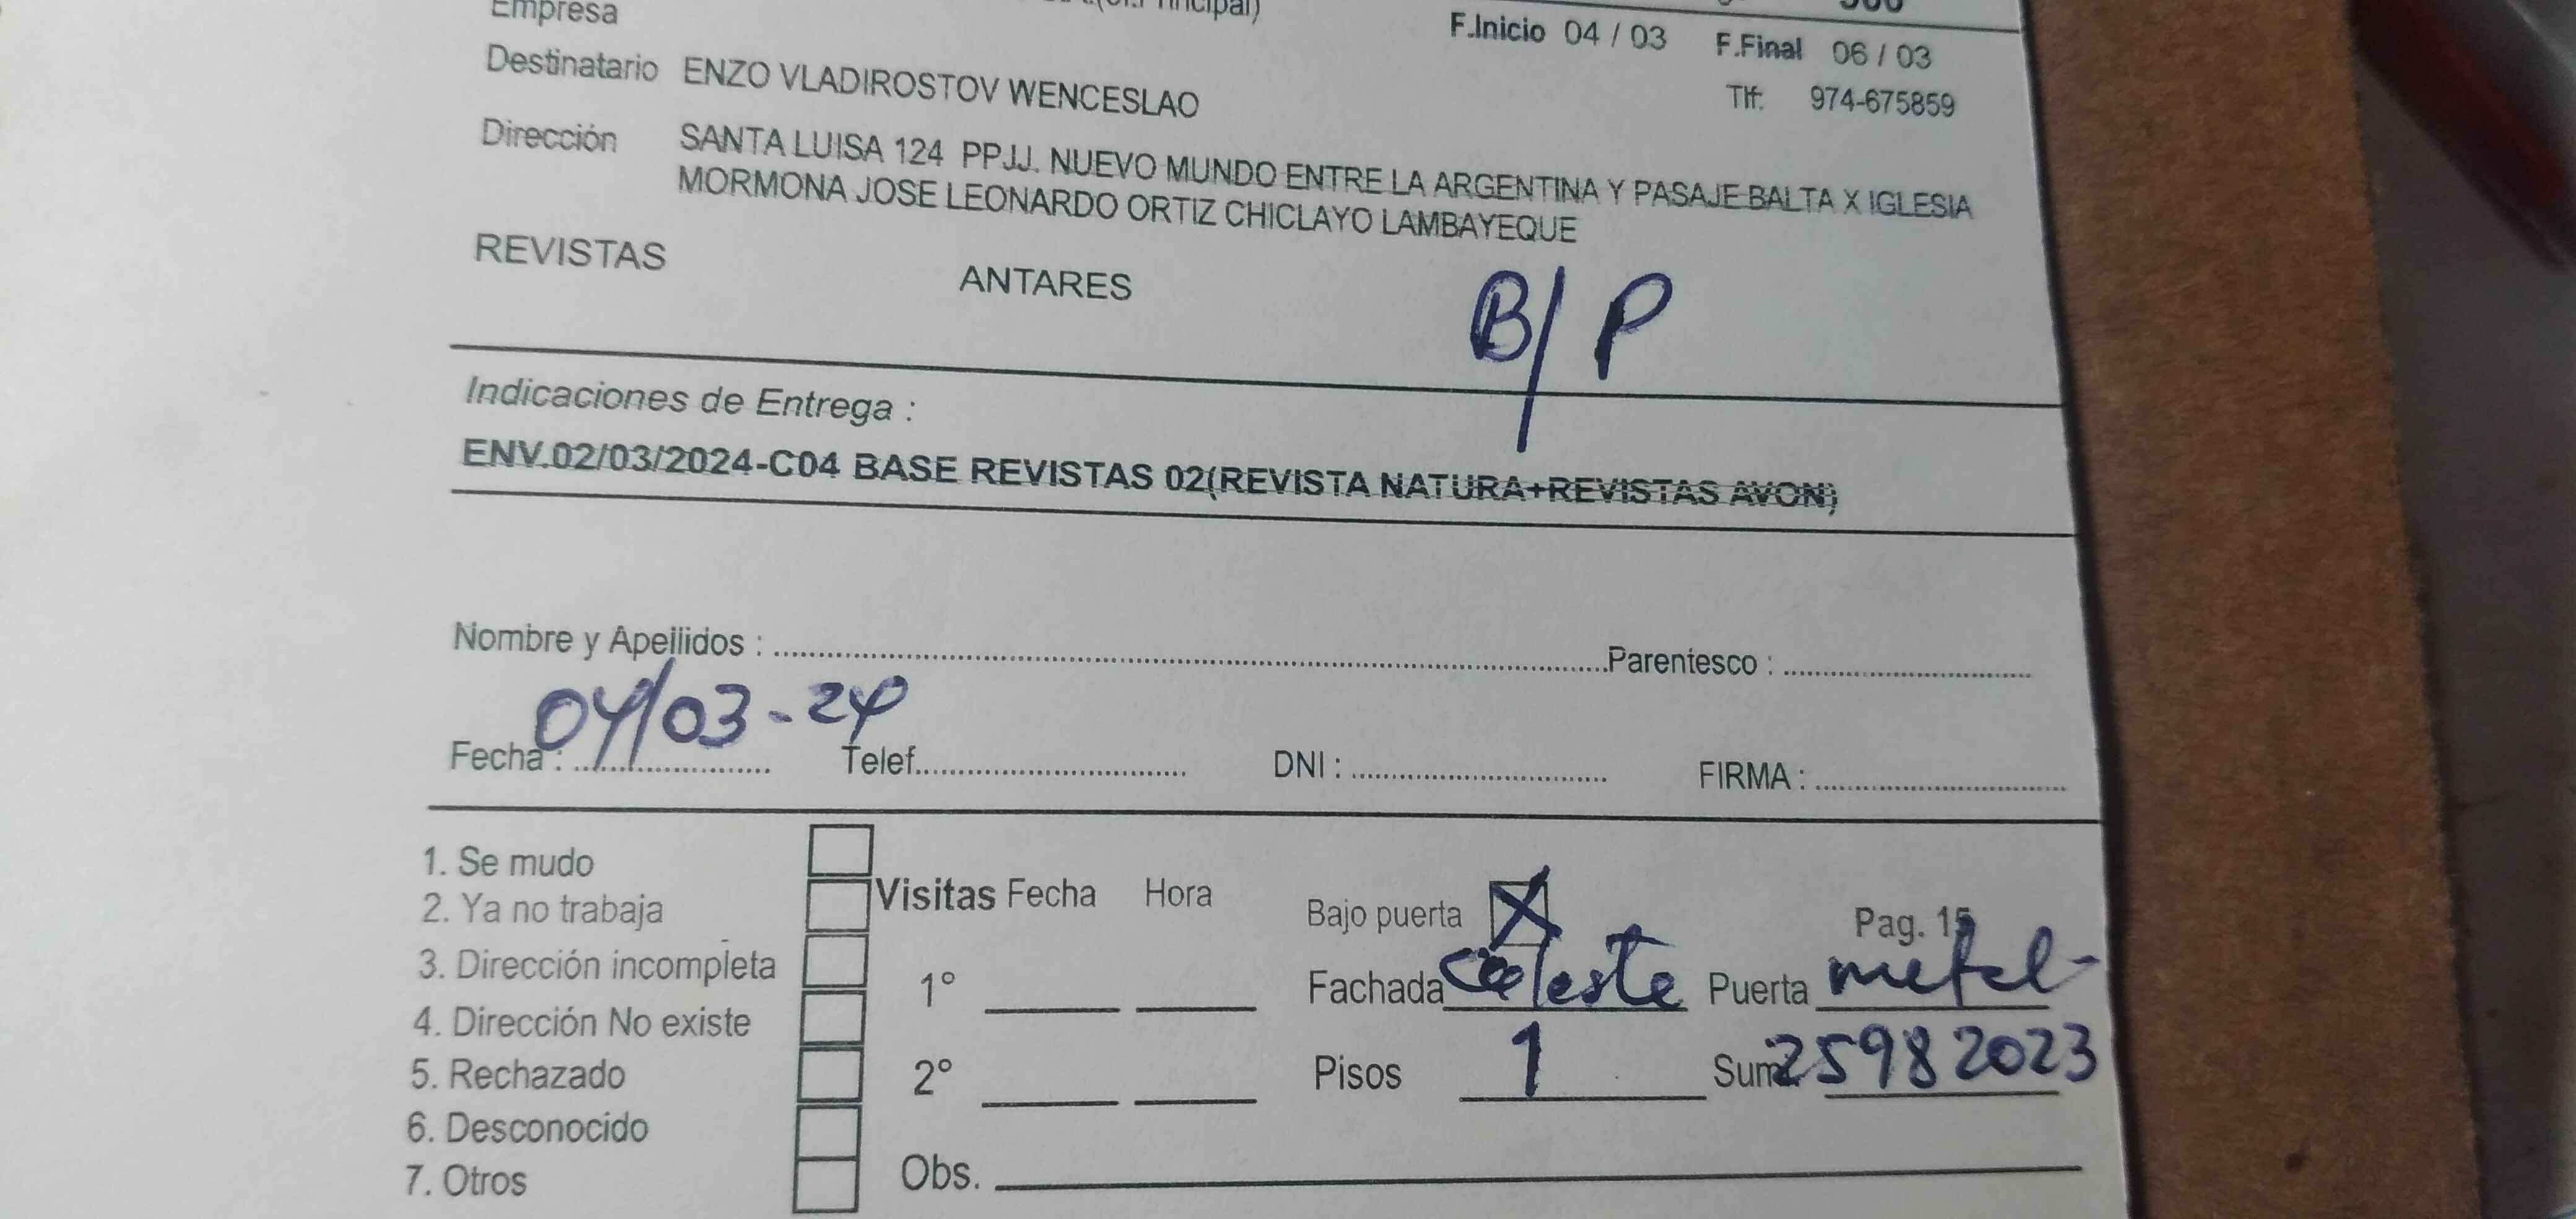 Empresa
Principal)
F.Inicio 04 / 03 F.Final 06 / 03
Destinatario ENZO VLADIROSTOV WENCESLAO
Tlf: 974-675859
Dirección SANTA LUISA 124 PP.JJ. NUEVO MUNDO ENTRE LA ARGENTINA Y PASAJE BALTA X IGLESIA
MORMONA JOSE LEONARDO ORTIZ CHICLAYO LAMBAYEQUE
REVISTAS ANTARES
B/P
Indicaciones de Entrega :
ENV.02/03/2024-C04 BASE REVISTAS 02(REVISTA NATURA+REVISTAS AVON)
Nombre y Apellidos : Parentesco :
04/03-24
Fecha : Telef. DNI : FIRMA :
1. Se mudo
2. Ya no trabaja
3. Dirección incompleta
4. Dirección No existe
5. Rechazado
6. Desconocido
7. Otros
Visitas Fecha Hora
1°
2°
Obs.
Bajo puerta X Pag. 15
Fachada celeste Puerta metal
Pisos 1 Sum. 25982023